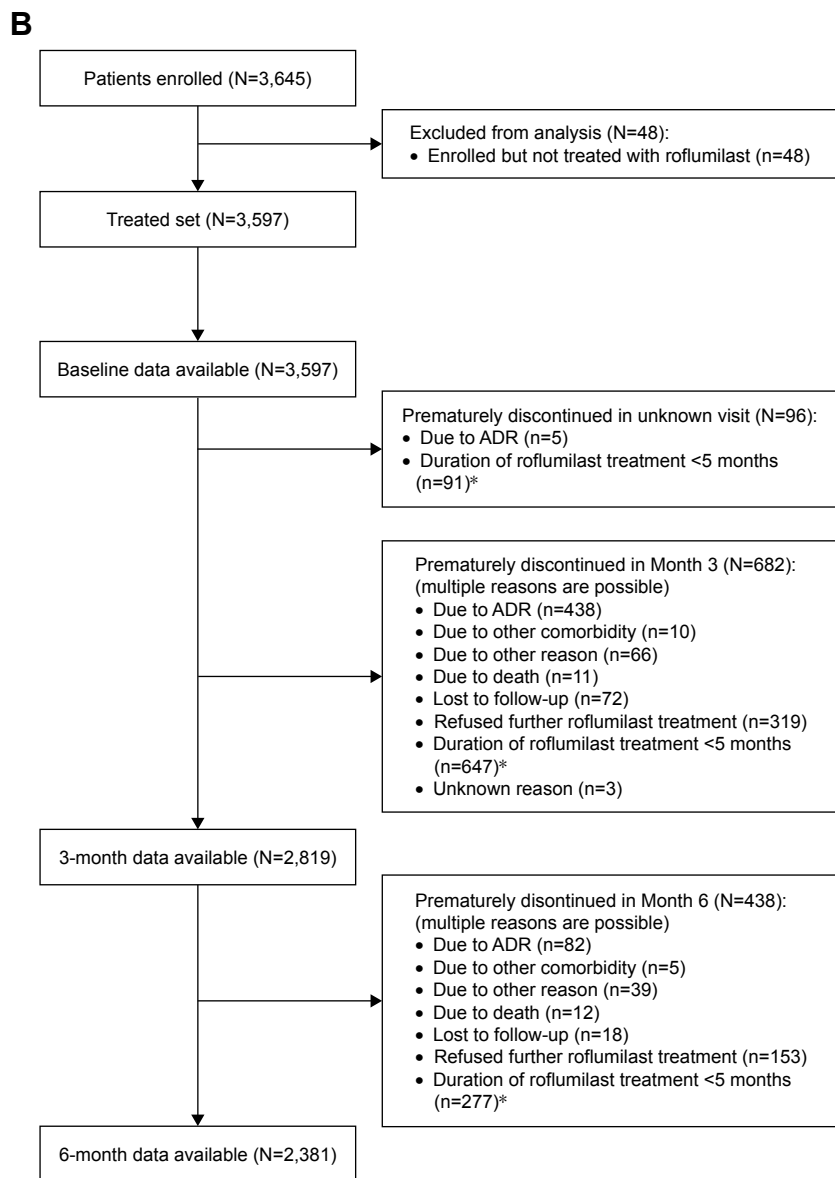 B
Patients enrolled (N=3,645)
Excluded from analysis (N=48):
• Enrolled but not treated with roflumilast (n=48)
Treated set (N=3,597)
Baseline data available (N=3,597)
Prematurely discontinued in unknown visit (N=96):
• Due to ADR (n=5)
• Duration of roflumilast treatment <5 months
(n=91)*
Prematurely discontinued in Month 3 (N=682):
(multiple reasons are possible)
• Due to ADR (n=438)
• Due to other comorbidity (n=10)
• Due to other reason (n=66)
• Due to death (n=11)
• Lost to follow-up (n=72)
• Refused further roflumilast treatment (n=319)
• Duration of roflumilast treatment <5 months
(n=647)*
• Unknown reason (n=3)
3-month data available (N=2,819)
Prematurely disontinued in Month 6 (N=438):
(multiple reasons are possible)
• Due to ADR (n=82)
• Due to other comorbidity (n=5)
• Due to other reason (n=39)
• Due to death (n=12)
• Lost to follow-up (n=18)
• Refused further roflumilast treatment (n=153)
• Duration of roflumilast treatment <5 months
(n=277)*
6-month data available (N=2,381)